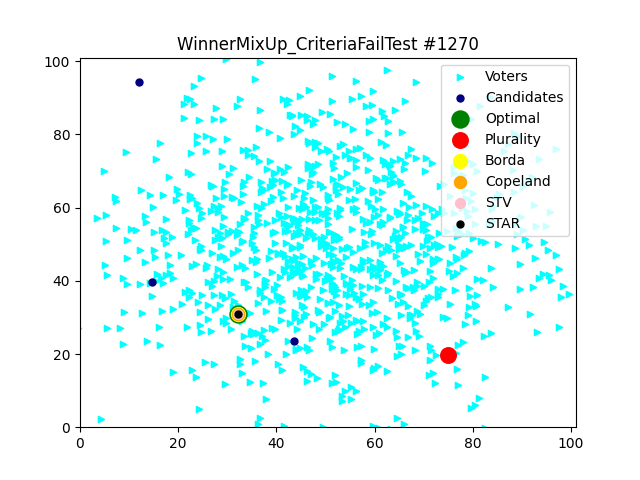 WinnerMixUp_CriteriaFailTest #1270
100
80
60
40
20
0
0
20
40
60
80
100
Voters
Candidates
Optimal
Plurality
Borda
Copeland
STV
STAR